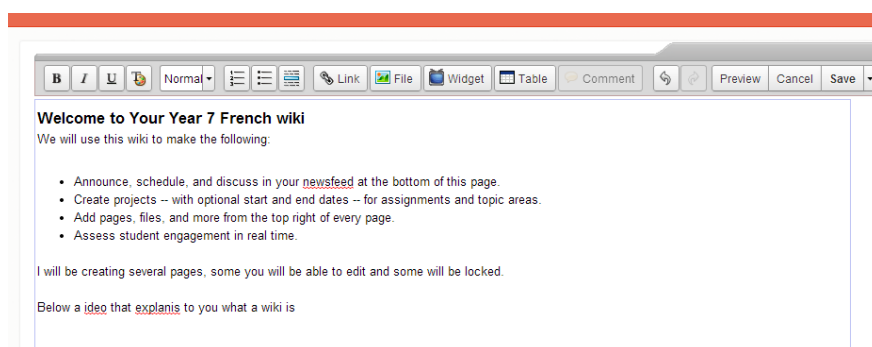 B I U T Normal Link File Widget Table Comment Preview Cancel Save
Welcome to Your Year 7 French wiki
We will use this wiki to make the following:
• Announce, schedule, and discuss in your newsfeed at the bottom of this page.
• Create projects -- with optional start and end dates -- for assignments and topic areas.
• Add pages, files, and more from the top right of every page.
• Assess student engagement in real time.
I will be creating several pages, some you will be able to edit and some will be locked.
Below a ideo that explanis to you what a wiki is